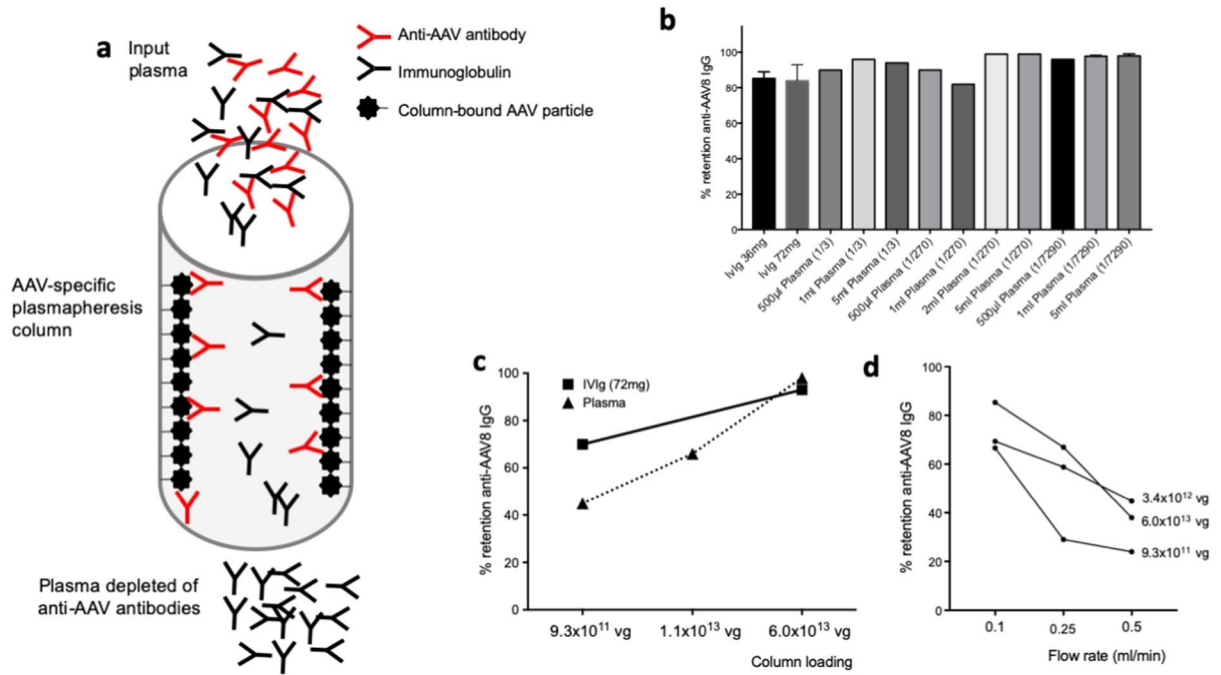 a
Input
plasma
Anti-AAV antibody
Immunoglobulin
Column-bound AAV particle
AAV-specific
plasmapheresis
column
Plasma depleted of
anti-AAV antibodies
b
% retention anti-AAV8 IgG
100
80
60
40
20
0
IvIg 36mg
IvIg 72mg
500µl Plasma (1/3)
1ml Plasma (1/3)
5ml Plasma (1/3)
500µl Plasma (1/270)
1ml Plasma (1/270)
2ml Plasma (1/270)
5ml Plasma (1/270)
500µl Plasma (1/7290)
1ml Plasma (1/7290)
5ml Plasma (1/7290)
c
% retention anti-AAV8 IgG
100
80
60
40
20
0
IVIg (72mg)
Plasma
9.3x10¹¹ vg
1.1x10¹³ vg
6.0x10¹³ vg
Column loading
d
% retention anti-AAV8 IgG
100
80
60
40
20
0
3.4x10¹² vg
6.0x10¹³ vg
9.3x10¹¹ vg
0.1
0.25
0.5
Flow rate (ml/min)